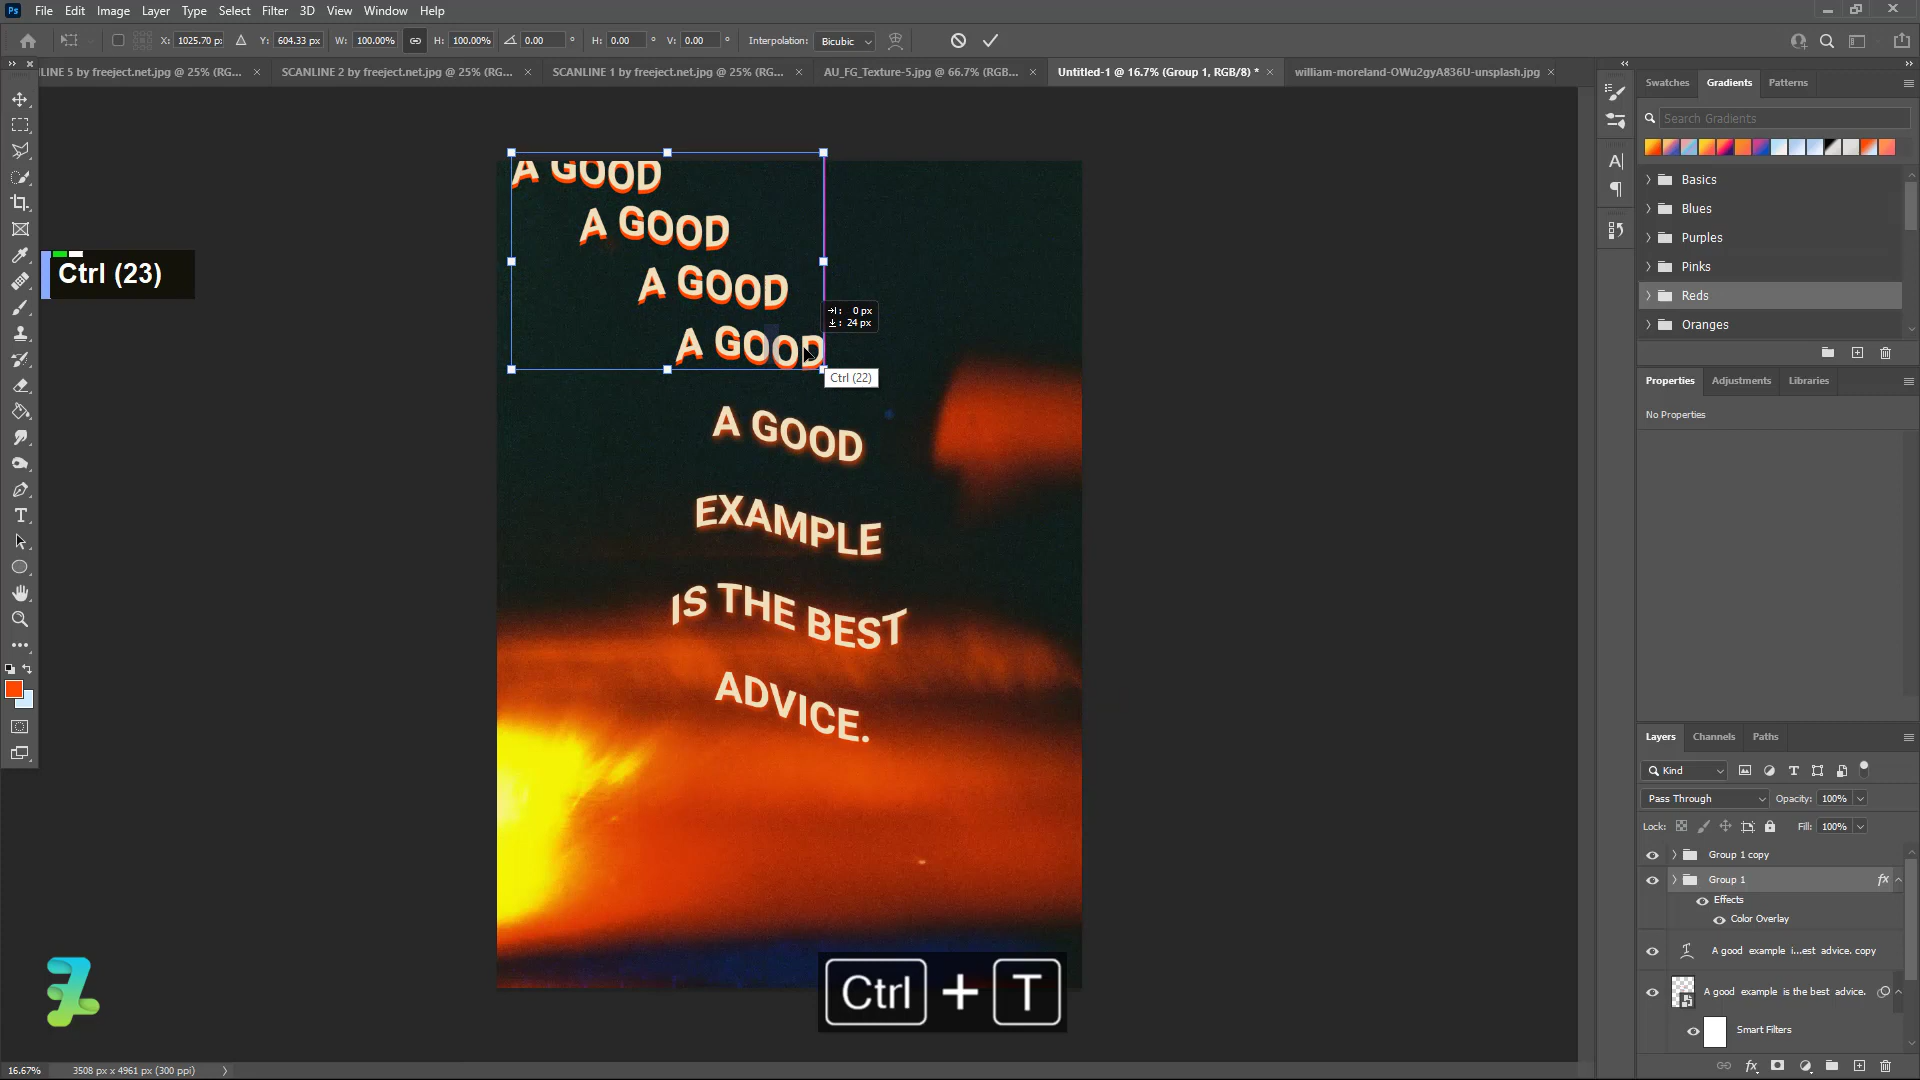 Ps File Edit Image Layer Type Select Filter 3D View Window Help
X: 1025.70 px Y: 604.33 px W: 100.00% H: 100.00% 0.00 ° H: 0.00 ° V: 0.00 ° Interpolation: Bicubic
LINE 5 by freeject.net.jpg @ 25% (RG... × SCANLINE 2 by freeject.net.jpg @ 25% (RG... × SCANLINE 1 by freeject.net.jpg @ 25% (RG... × AU_FG_Texture-5.jpg @ 66.7% (RGB... × Untitled-1 @ 16.7% (Group 1, RGB/8) * × william-moreland-OWu2gyA836U-unsplash.jpg ×
Swatches Gradients Patterns
Search Gradients
Basics
Blues
Purples
Pinks
Reds
Oranges
Ctrl (23)
A GOOD
A GOOD
A GOOD
A GOOD
0 px
24 px
Ctrl (22)
A GOOD
EXAMPLE
IS THE BEST
ADVICE.
Properties Adjustments Libraries
No Properties
Layers Channels Paths
Kind
Pass Through Opacity: 100%
Lock: Fill: 100%
Group 1 copy
Group 1 fx
Effects
Color Overlay
A good example i...est advice. copy
A good example is the best advice.
Smart Filters
fx
Ctrl + T
16.67% 3508 px x 4961 px (300 ppi)